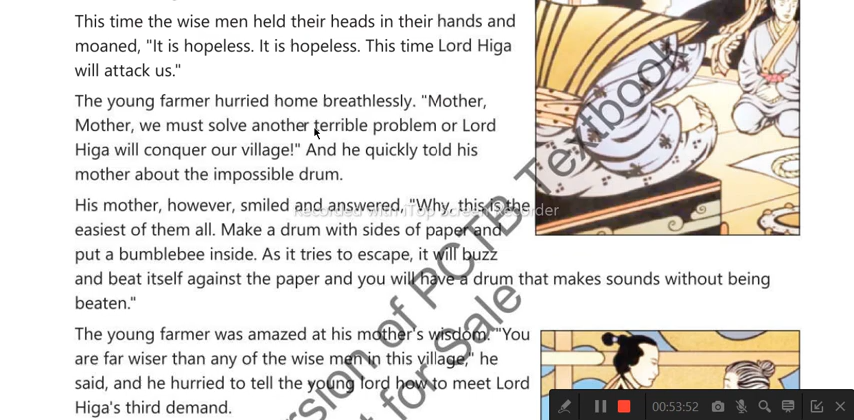 This time the wise men held their heads in their hands and
moaned, "It is hopeless. It is hopeless. This time Lord Higa
will attack us."
The young farmer hurried home breathlessly. "Mother,
Mother, we must solve another terrible problem or Lord
Higa will conquer our village!" And he quickly told his
mother about the impossible drum.
His mother, however, smiled and answered, "Why, this is the
Recorded with iTop Screen Recorder
easiest of them all. Make a drum with sides of paper and
put a bumblebee inside. As it tries to escape, it will buzz
and beat itself against the paper and you will have a drum that makes sounds without being
beaten."
The young farmer was amazed at his mother's wisdom. "You
are far wiser than any of the wise men in this village," he
said, and he hurried to tell the young lord how to meet Lord
Higa's third demand.
rsion of PCTB Textbook
t for Sale
00:53:52